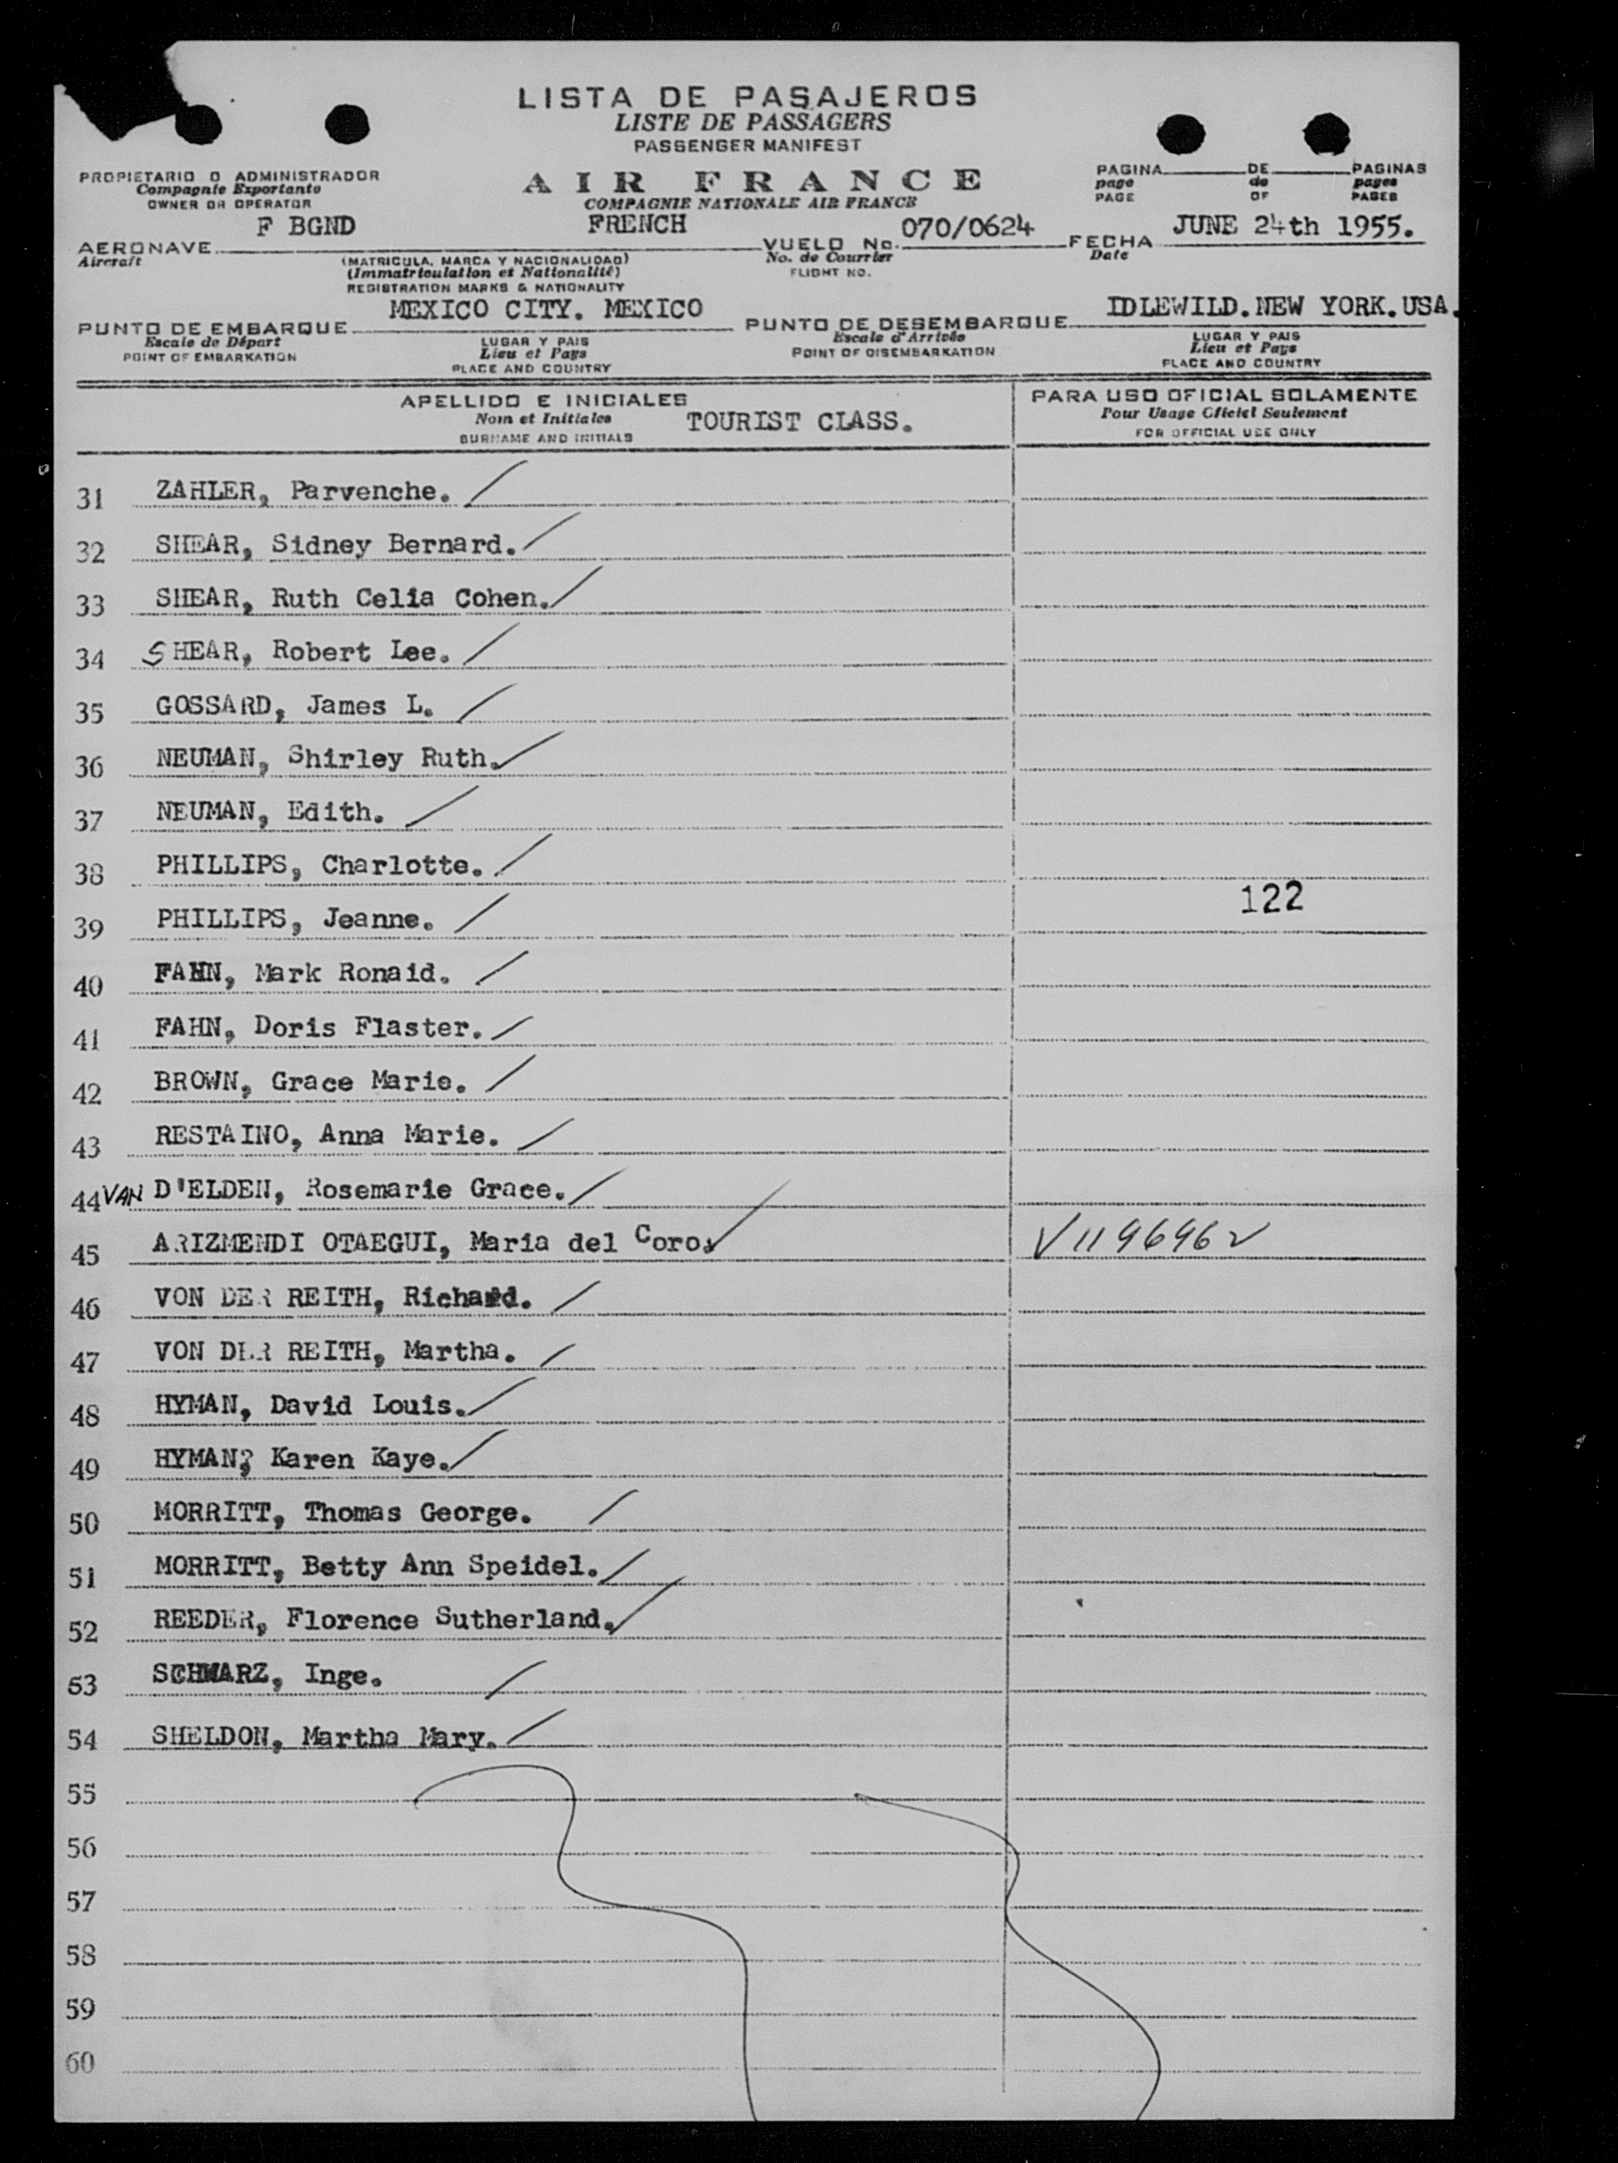 LISTA DE PASAJEROS
LISTE DE PASSAGERS
PASSENGER MANIFEST
PROPIETARIO O ADMINISTRADOR
Compagnie Exportante
OWNER OR OPERATOR
AIR FRANCE
COMPAGNIE NATIONALE AIR FRANCE
PAGINA DE PAGINAS
page de pages
PAGE OF PAGES
F BGND FRENCH 070/0624 JUNE 24th 1955.
AERONAVE VUELO No. FECHA
Aircraft (MATRICULA, MARCA Y NACIONALIDAD) No. de Courrier Date
(Immatriculation et Nationalité) FLIGHT NO.
REGISTRATION MARKS & NATIONALITY
MEXICO CITY. MEXICO IDLEWILD.NEW YORK.USA.
PUNTO DE EMBARQUE PUNTO DE DESEMBARQUE
Escale de Départ LUGAR Y PAIS Escale d'Arrivée LUGAR Y PAIS
POINT OF EMBARKATION Lieu et Pays POINT OF DISEMBARKATION Lieu et Pays
PLACE AND COUNTRY PLACE AND COUNTRY
APELLIDO E INICIALES PARA USO OFICIAL SOLAMENTE
Nom et Initiales TOURIST CLASS. Pour Usage Officiel Seulement
SURNAME AND INITIALS FOR OFFICIAL USE ONLY
31 ZAHLER, Parvenche.
32 SHEAR, Sidney Bernard.
33 SHEAR, Ruth Celia Cohen.
34 SHEAR, Robert Lee.
35 GOSSARD, James L.
36 NEUMAN, Shirley Ruth.
37 NEUMAN, Edith.
38 PHILLIPS, Charlotte.
122
39 PHILLIPS, Jeanne.
40 FAHN, Mark Ronald.
41 FAHN, Doris Flaster.
42 BROWN, Grace Marie.
43 RESTAINO, Anna Marie.
44 VAN D'ELDEN, Rosemarie Grace.
45 ARIZMENDI OTAEGUI, Maria del Coro. V1196962
46 VON DER REITH, Richard.
47 VON DER REITH, Martha.
48 HYMAN, David Louis.
49 HYMAN, Karen Kaye.
50 MORRITT, Thomas George.
51 MORRITT, Betty Ann Speidel.
52 REEDER, Florence Sutherland.
53 SCHWARZ, Inge.
54 SHELDON, Martha Mary.
55
56
57
58
59
60